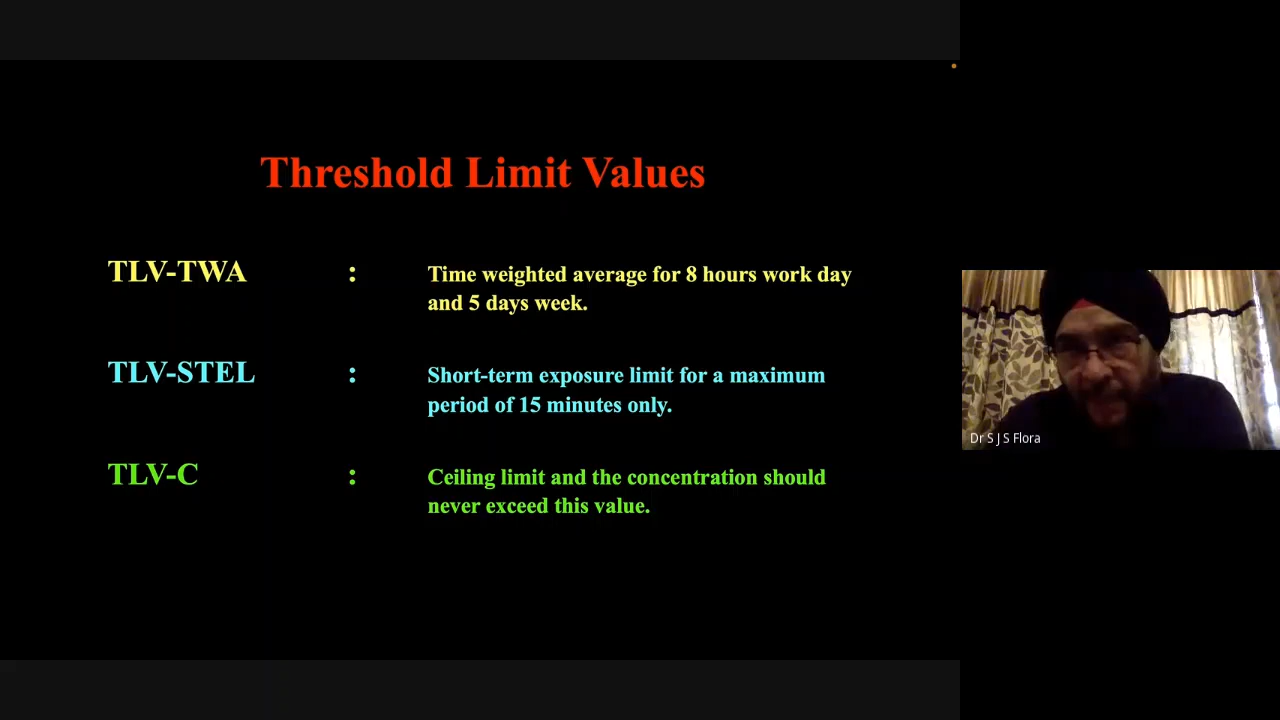 Threshold Limit Values
TLV-TWA : Time weighted average for 8 hours work day
and 5 days week.
TLV-STEL : Short-term exposure limit for a maximum
period of 15 minutes only.
TLV-C : Ceiling limit and the concentration should
never exceed this value.
Dr S J S Flora